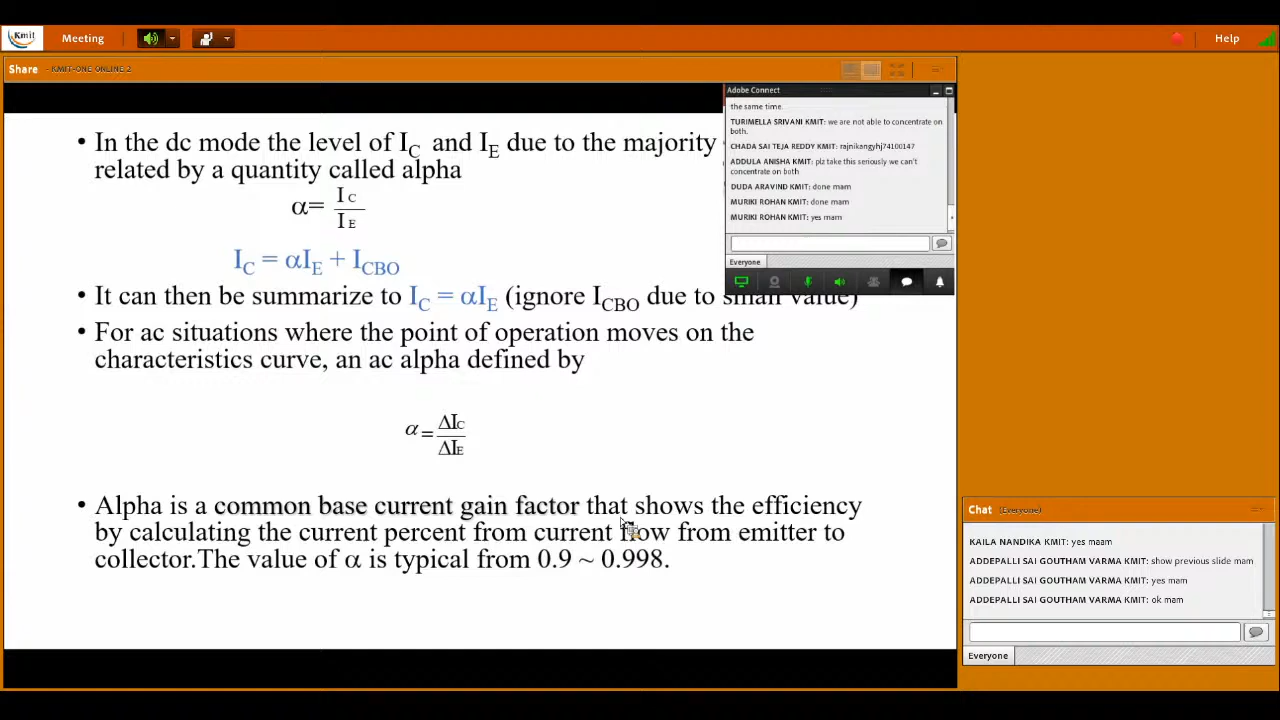 Kmit
Meeting
Help
Share - KMIT-ONE ONLINE 2
• In the dc mode the level of IC and IE due to the majority
related by a quantity called alpha
α= IC
IE
IC = αIE + ICBO
• It can then be summarize to IC = αIE (ignore ICBO due to small value)
• For ac situations where the point of operation moves on the
characteristics curve, an ac alpha defined by
α = ΔIC
ΔIE
• Alpha is a common base current gain factor that shows the efficiency
by calculating the current percent from current flow from emitter to
collector.The value of α is typical from 0.9 ~ 0.998.
Adobe Connect
the same time.
TURIMELLA SRIVANI KMIT: we are not able to concentrate on
both.
CHADA SAI TEJA REDDY KMIT: rajnikangyhj74100147
ADDULA ANISHA KMIT: plz take this seriously we can't
concentrate on both
DUDA ARAVIND KMIT: done mam
MURIKI ROHAN KMIT: done mam
MURIKI ROHAN KMIT: yes mam
Everyone
Chat (Everyone)
KAILA NANDIKA KMIT: yes maam
ADDEPALLI SAI GOUTHAM VARMA KMIT: show previous slide mam
ADDEPALLI SAI GOUTHAM VARMA KMIT: yes mam
ADDEPALLI SAI GOUTHAM VARMA KMIT: ok mam
Everyone